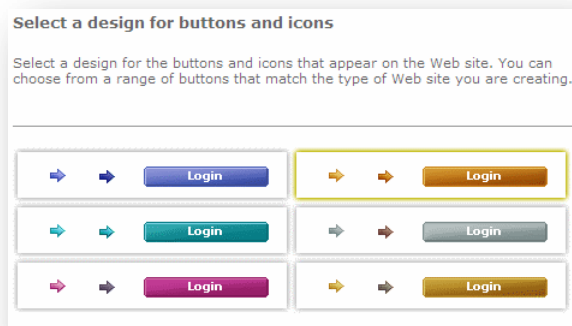 Select a design for buttons and icons
Select a design for the buttons and icons that appear on the Web site. You can
choose from a range of buttons that match the type of Web site you are creating.
Login Login
Login Login
Login Login